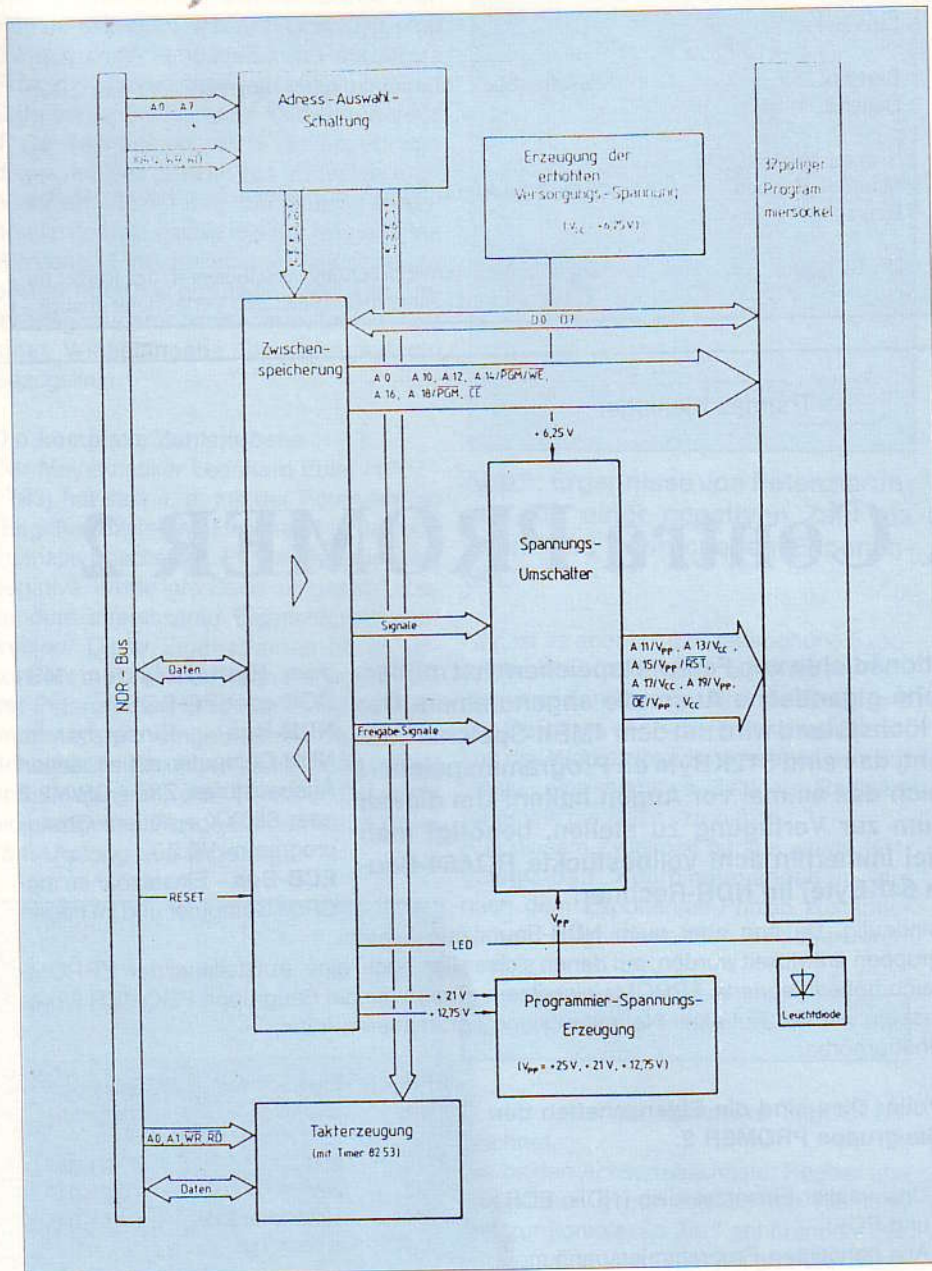 Adress-Auswahl-
Schaltung
A0 .. A7
Erzeugung der
erhöhten
Versorgungs-Spannung
32poliger
Program
miersockel
D0 .. D7
Zwischen-
speicherung
A 0 .. A 10, A 12, A 14/PGM/WE,
A 16, A 18/PGM, CE
+ 6,25 V
Spannungs-
Umschalter
Signale
A 11/VPP, A 13/VCC,
A 15/VPP/RST,
A 17/VCC, A 19/VPP,
OE/VPP, VCC
NDR-Bus
Daten
Freigabe Signale
RESET
VPP
LED
+ 21 V
+ 12,75 V
Programmier-Spannungs-
Erzeugung
(VPP = +25 V, + 21 V, + 12,75 V)
Leuchtdiode
Takterzeugung
(mit Timer 8253)
A0, A1, WR, RD
Daten